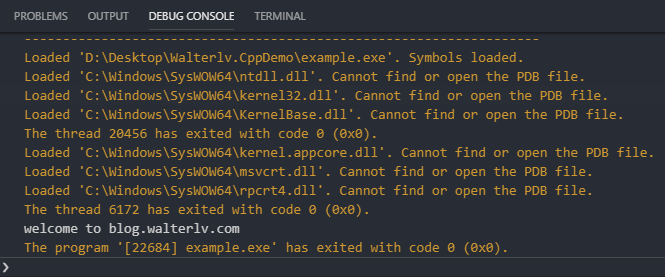 PROBLEMS OUTPUT DEBUG CONSOLE TERMINAL
-------------------------------------------------------------------
Loaded 'D:\Desktop\Walterlv.CppDemo\example.exe'. Symbols loaded.
Loaded 'C:\Windows\SysWOW64\ntdll.dll'. Cannot find or open the PDB file.
Loaded 'C:\Windows\SysWOW64\kernel32.dll'. Cannot find or open the PDB file.
Loaded 'C:\Windows\SysWOW64\KernelBase.dll'. Cannot find or open the PDB file.
The thread 20456 has exited with code 0 (0x0).
Loaded 'C:\Windows\SysWOW64\kernel.appcore.dll'. Cannot find or open the PDB file.
Loaded 'C:\Windows\SysWOW64\msvcrt.dll'. Cannot find or open the PDB file.
Loaded 'C:\Windows\SysWOW64\rpcrt4.dll'. Cannot find or open the PDB file.
The thread 6172 has exited with code 0 (0x0).
welcome to blog.walterlv.com
The program '[22684] example.exe' has exited with code 0 (0x0).
❯